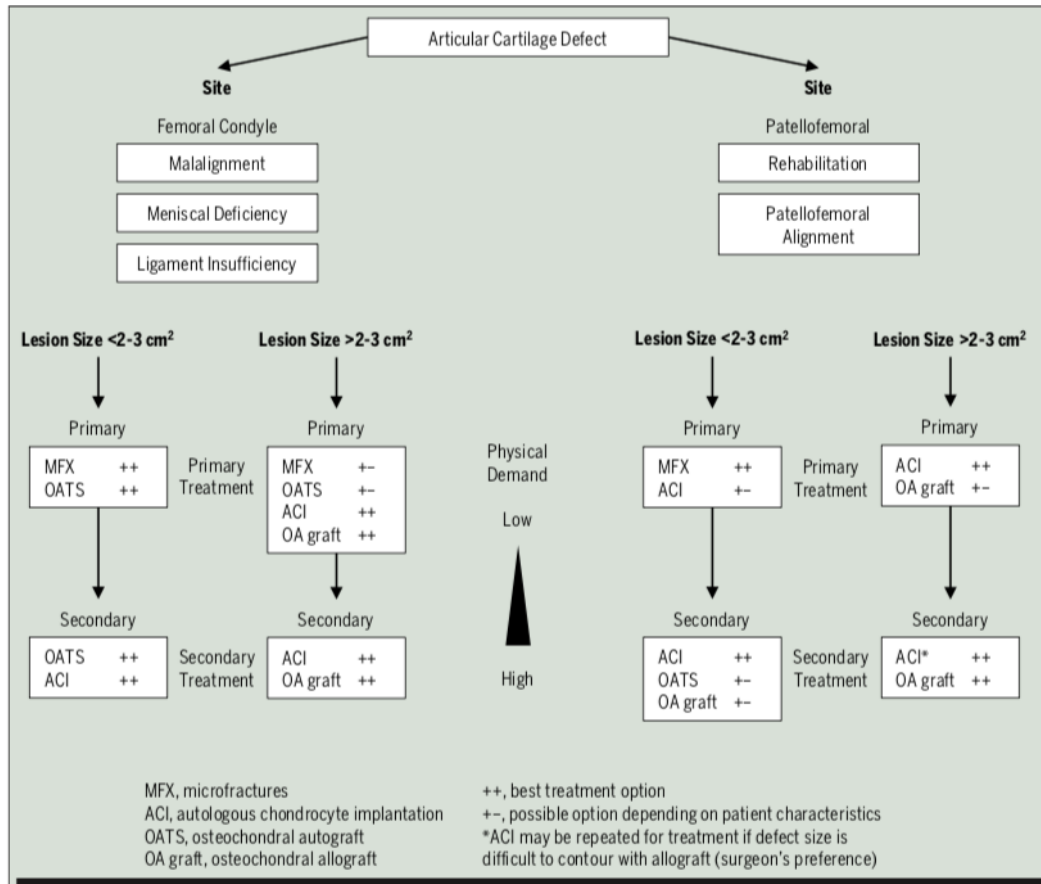 Articular Cartilage Defect
Site
Femoral Condyle
Malalignment
Meniscal Deficiency
Ligament Insufficiency
Site
Patellofemoral
Rehabilitation
Patellofemoral
Alignment
Lesion Size <2-3 cm²
Lesion Size >2-3 cm²
Primary
MFX ++
OATS ++
Primary
Treatment
Primary
MFX +–
OATS +–
ACI ++
OA graft ++
Secondary
OATS ++
ACI ++
Secondary
Treatment
Secondary
ACI ++
OA graft ++
Physical
Demand
Low
High
Lesion Size <2-3 cm²
Lesion Size >2-3 cm²
Primary
MFX ++
ACI +–
Primary
Treatment
Primary
ACI ++
OA graft +–
Secondary
ACI ++
OATS +–
OA graft +–
Secondary
Treatment
Secondary
ACI* ++
OA graft ++
MFX, microfractures
ACI, autologous chondrocyte implantation
OATS, osteochondral autograft
OA graft, osteochondral allograft
++, best treatment option
+–, possible option depending on patient characteristics
*ACI may be repeated for treatment if defect size is
difficult to contour with allograft (surgeon's preference)